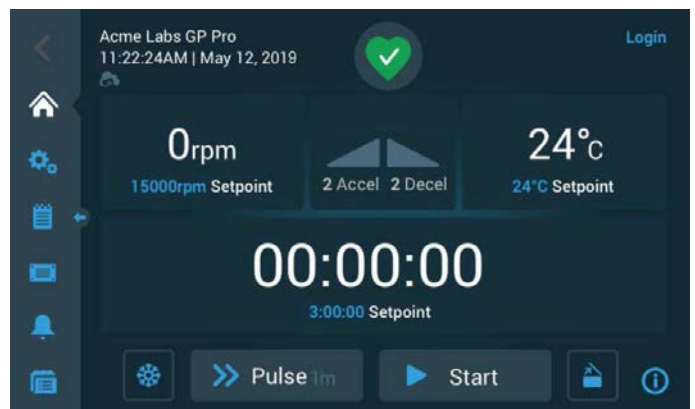 Acme Labs GP Pro
Login
11:22:24AM | May 12, 2019
0rpm
15000rpm Setpoint
2 Accel 2 Decel
24°C
24°C Setpoint
00:00:00
3:00:00 Setpoint
Pulse 1m
Start